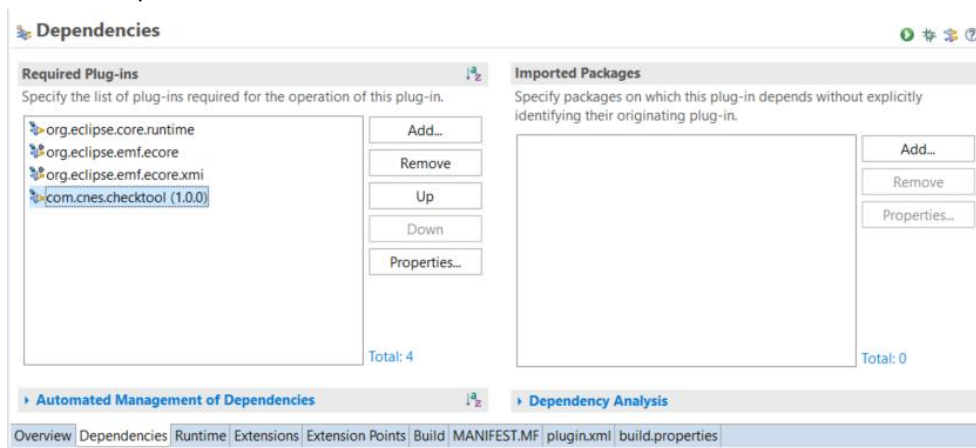 Dependencies
Required Plug-ins
Specify the list of plug-ins required for the operation of this plug-in.
org.eclipse.core.runtime
org.eclipse.emf.ecore
org.eclipse.emf.ecore.xmi
com.cnes.checktool (1.0.0)
Add...
Remove
Up
Down
Properties...
Total: 4
Imported Packages
Specify packages on which this plug-in depends without explicitly
identifying their originating plug-in.
Add...
Remove
Properties...
Total: 0
Automated Management of Dependencies
Dependency Analysis
Overview Dependencies Runtime Extensions Extension Points Build MANIFEST.MF plugin.xml build.properties